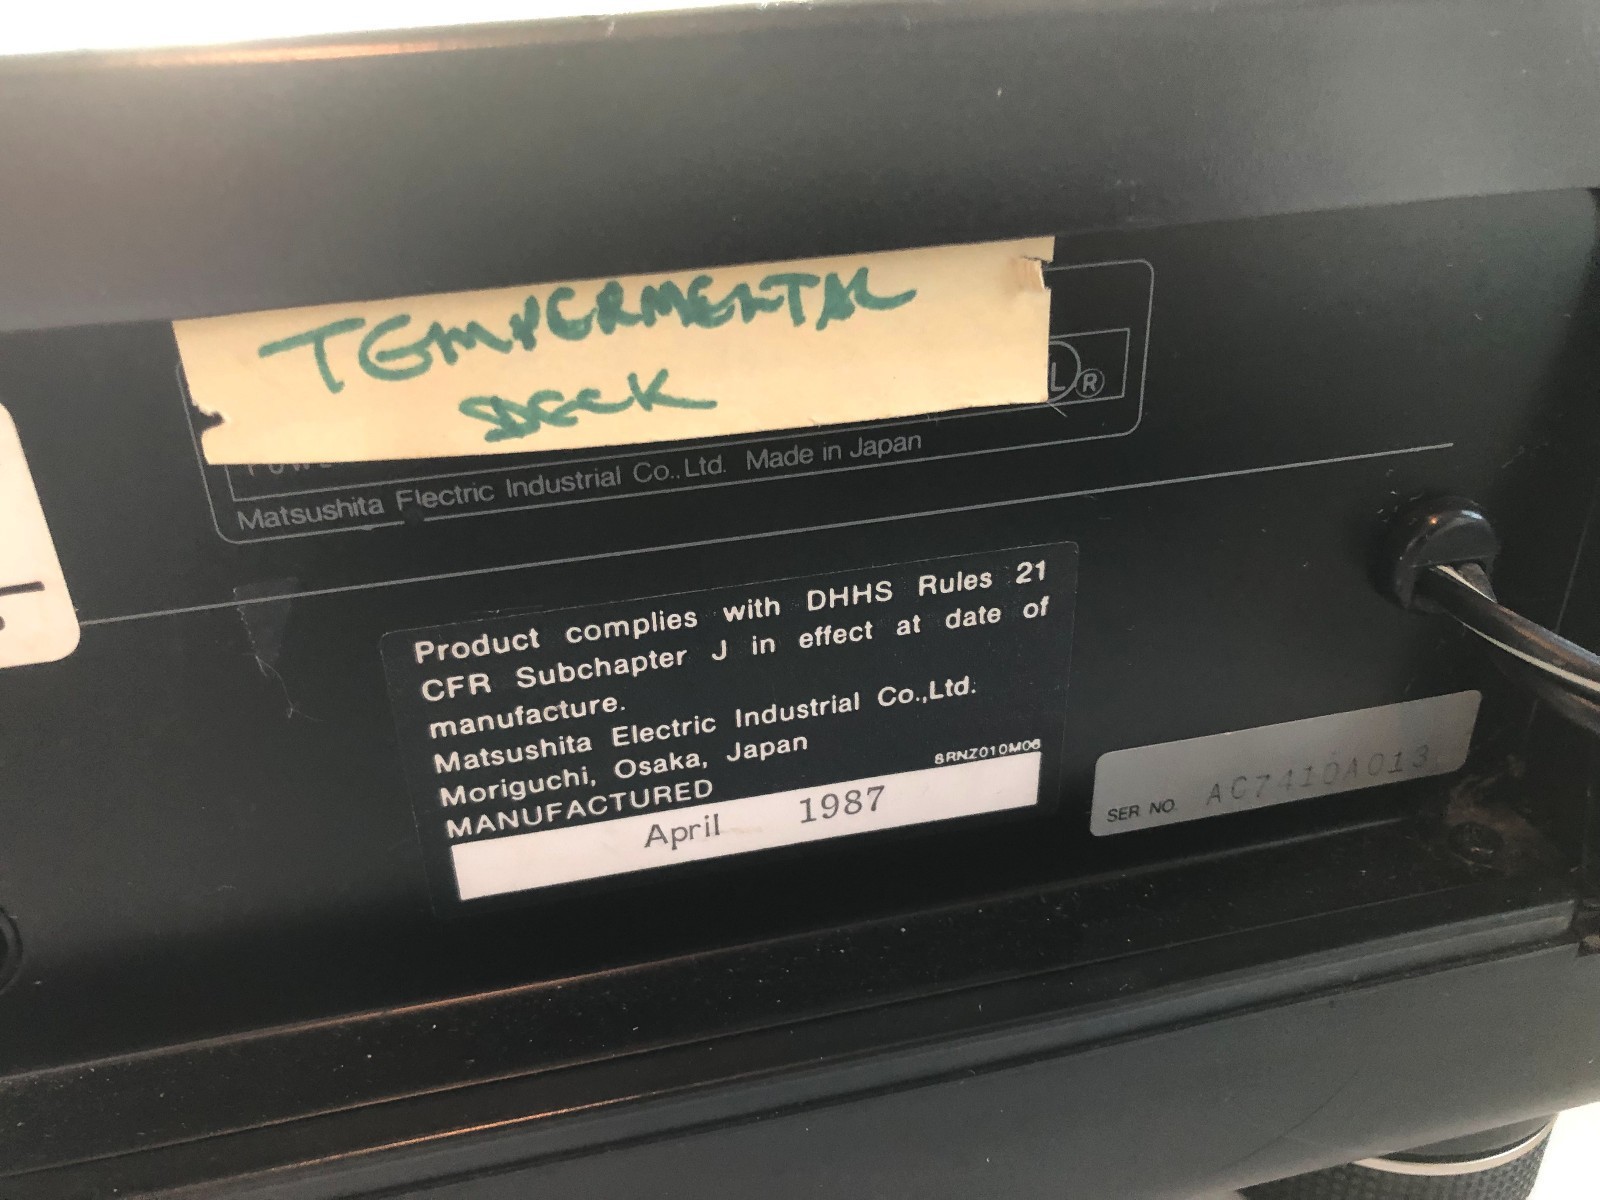 TEMPERMENTAL
DECK
L ®
Matsushita Electric Industrial Co.,Ltd. Made in Japan
Product complies with DHHS Rules 21
CFR Subchapter J in effect at date of
manufacture.
Matsushita Electric Industrial Co.,Ltd.
Moriguchi, Osaka, Japan
8RNZ010M06
MANUFACTURED
April 1987
SER NO. AC7410A013